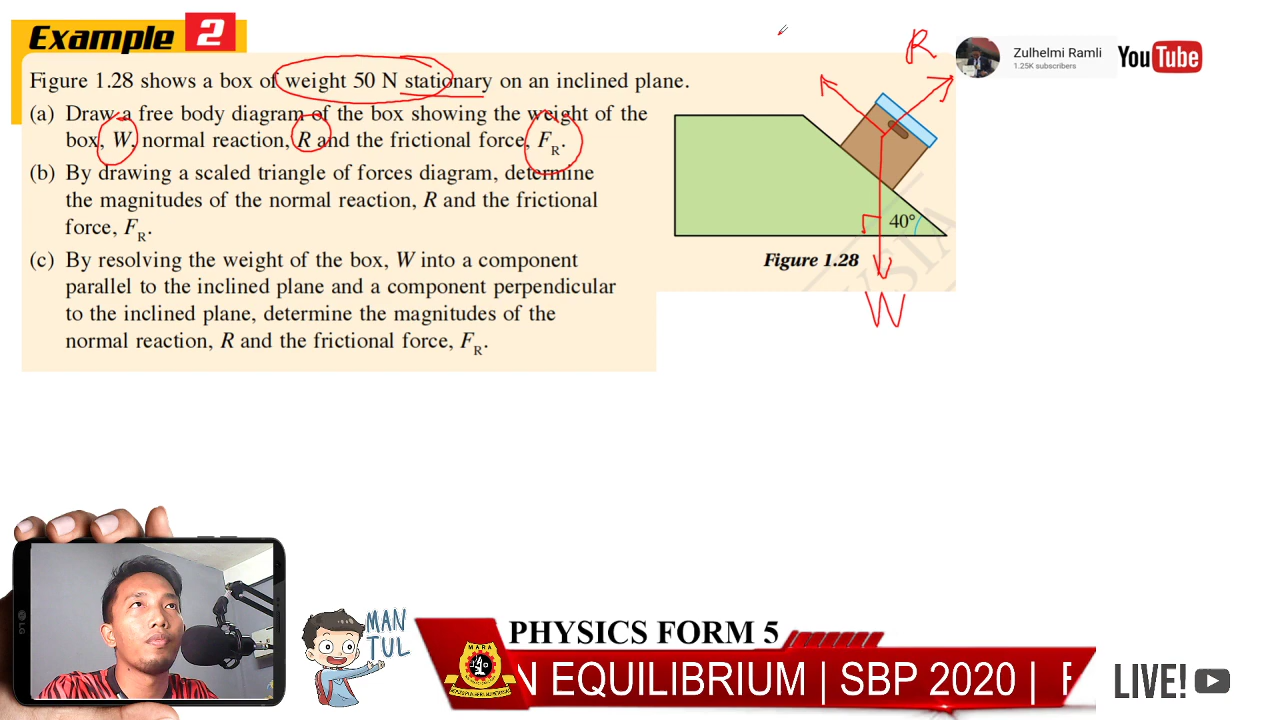 Example 2
Figure 1.28 shows a box of weight 50 N stationary on an inclined plane.
(a) Draw a free body diagram of the box showing the weight of the
box, W, normal reaction, R and the frictional force, FR.
(b) By drawing a scaled triangle of forces diagram, determine
the magnitudes of the normal reaction, R and the frictional
force, FR.
(c) By resolving the weight of the box, W into a component
parallel to the inclined plane and a component perpendicular
to the inclined plane, determine the magnitudes of the
normal reaction, R and the frictional force, FR.
R
40°
Figure 1.28
W
Zulhelmi Ramli
1.25K subscribers
YouTube
LG
MAN
TUL
PHYSICS FORM 5
MARA
N EQUILIBRIUM | SBP 2020 | F
LIVE!